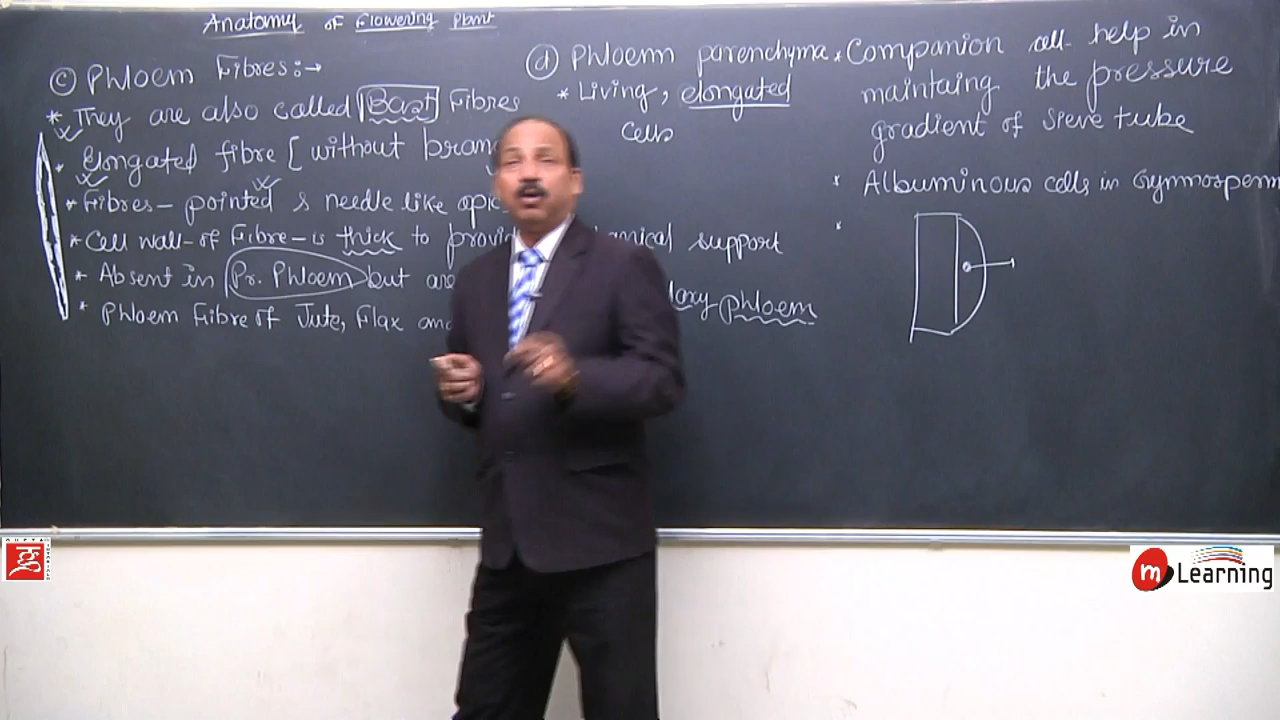 Anatomy of Flowering Plant
(c) Phloem Fibres:→
* They are also called Bast Fibres
* Elongated fibre [ without bran
* Fibres - pointed & needle like apic
* Cell wall - of Fibre - is thick to provi anical support
* Absent in Pr. Phloem but are dary phloem
* Phloem Fibre of Jute, Flax and
(d) Phloem parenchyma
* Living, elongated
cells
* Companion cell help in
maintaing the pressure
gradient of Sieve tube
* Albuminous cells in Gymnosperm
*
m Learning